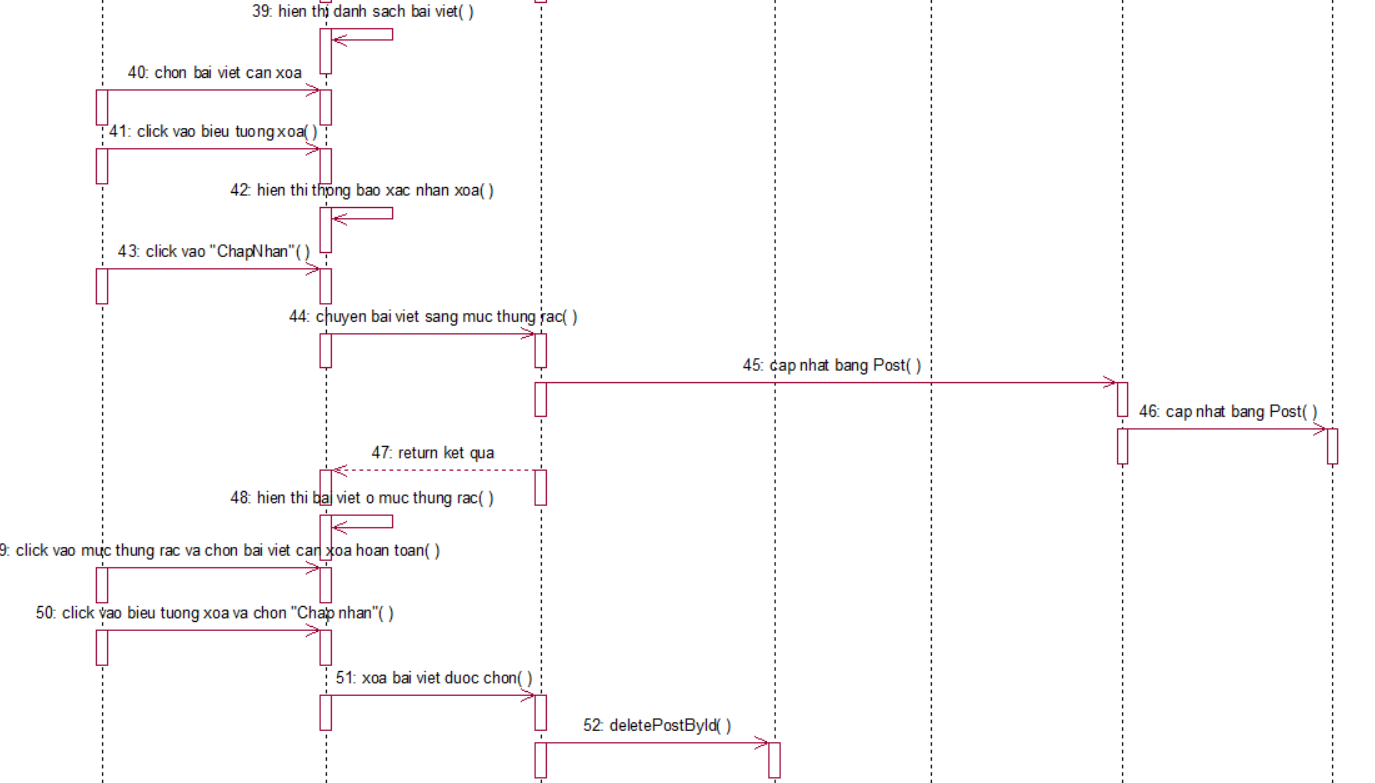 39: hien thi danh sach bai viet( )
40: chon bai viet can xoa
41: click vao bieu tuong xoa( )
42: hien thi thong bao xac nhan xoa( )
43: click vao "ChapNhan"( )
44: chuyen bai viet sang muc thung rac( )
45: cap nhat bang Post( )
46: cap nhat bang Post( )
47: return ket qua
48: hien thi bai viet o muc thung rac( )
9: click vao muc thung rac va chon bai viet can xoa hoan toan( )
50: click vao bieu tuong xoa va chon "Chap nhan"( )
51: xoa bai viet duoc chon( )
52: deletePostById( )